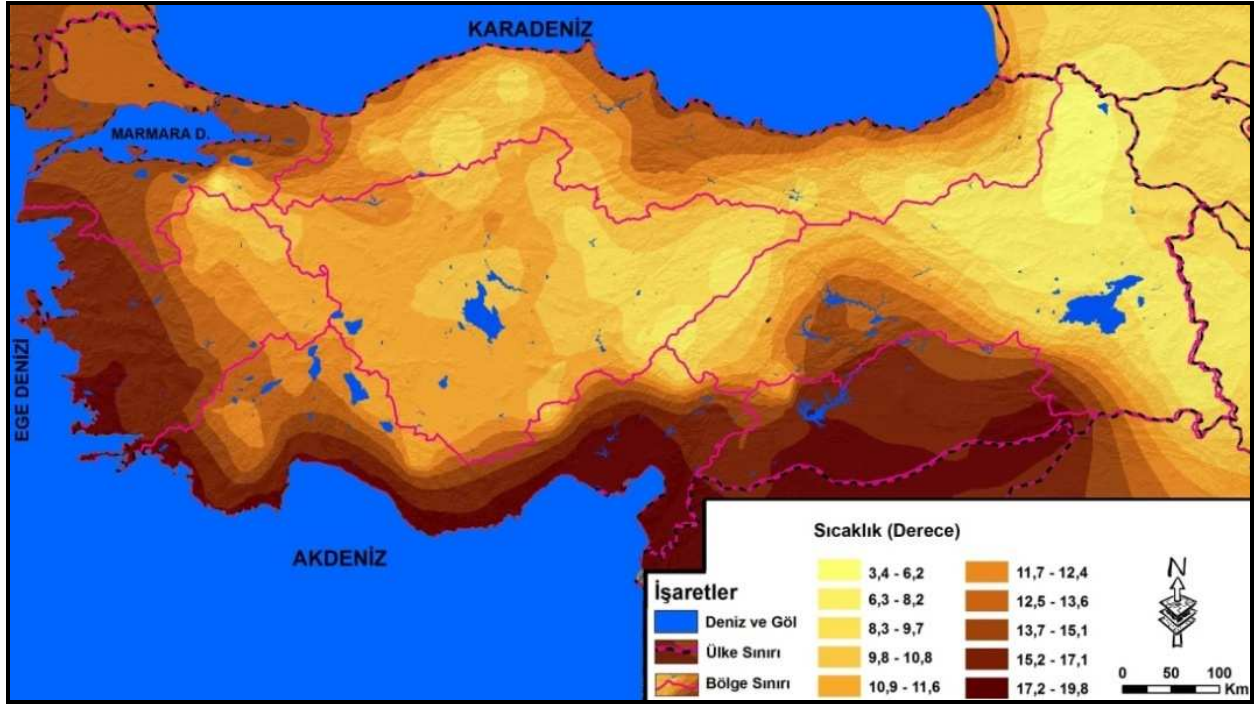 KARADENİZ
MARMARA D.
EGE DENİZİ
AKDENİZ
Sıcaklık (Derece)
3,4 - 6,2
6,3 - 8,2
8,3 - 9,7
9,8 - 10,8
10,9 - 11,6
11,7 - 12,4
12,5 - 13,6
13,7 - 15,1
15,2 - 17,1
17,2 - 19,8
İşaretler
Deniz ve Göl
Ülke Sınırı
Bölge Sınırı
N
0 50 100
Km